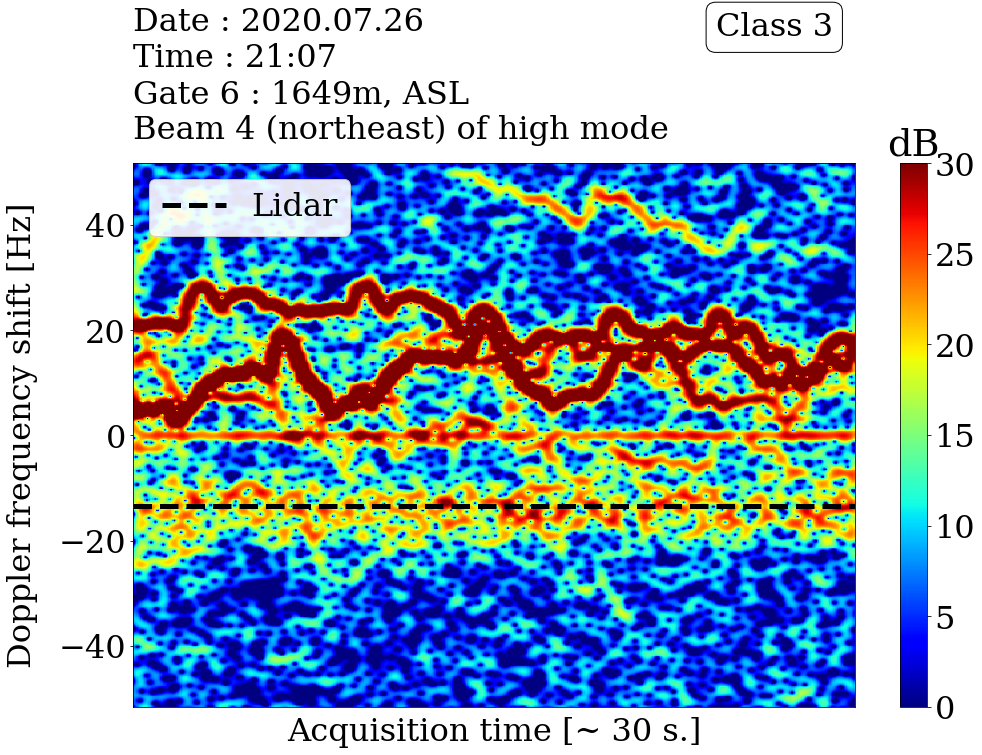 Date : 2020.07.26
Time : 21:07
Gate 6 : 1649m, ASL
Beam 4 (northeast) of high mode
Class 3
dB
Lidar
Doppler frequency shift [Hz]
40
20
0
−20
−40
30
25
20
15
10
5
0
Acquisition time [~ 30 s.]